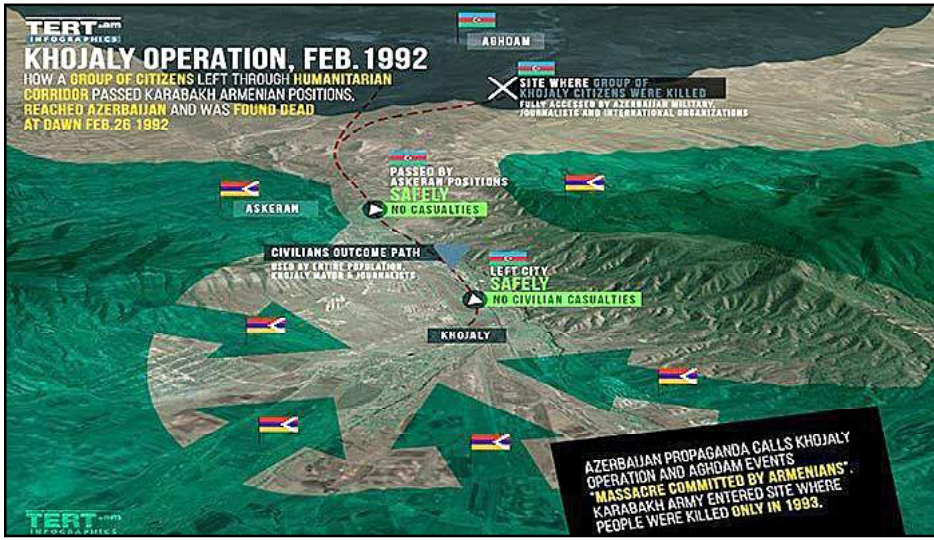 TERT.am
INFOGRAPHICS
KHOJALY OPERATION, FEB.1992
HOW A GROUP OF CITIZENS LEFT THROUGH HUMANITARIAN
CORRIDOR PASSED KARABAKH ARMENIAN POSITIONS,
REACHED AZERBAIJAN AND WAS FOUND DEAD
AT DAWN FEB.26 1992
AGHDAM
SITE WHERE GROUP OF
KHOJALY CITIZENS WERE KILLED
FULLY ACCESSED BY AZERBAIJAN MILITARY,
JOURNALISTS AND INTERNATIONAL ORGANIZATIONS
PASSED BY
ASKERAN POSITIONS
SAFELY
NO CASUALTIES
ASKERAN
CIVILIANS OUTCOME PATH
USED BY ENTIRE POPULATION,
KHOJALY MAYOR & JOURNALISTS
LEFT CITY
SAFELY
NO CIVILIAN CASUALTIES
KHOJALY
AZERBAIJAN PROPAGANDA CALLS KHOJALY
OPERATION AND AGHDAM EVENTS
"MASSACRE COMMITTED BY ARMENIANS".
KARABAKH ARMY ENTERED SITE WHERE
PEOPLE WERE KILLED ONLY IN 1993.
TERT.am
INFOGRAPHICS